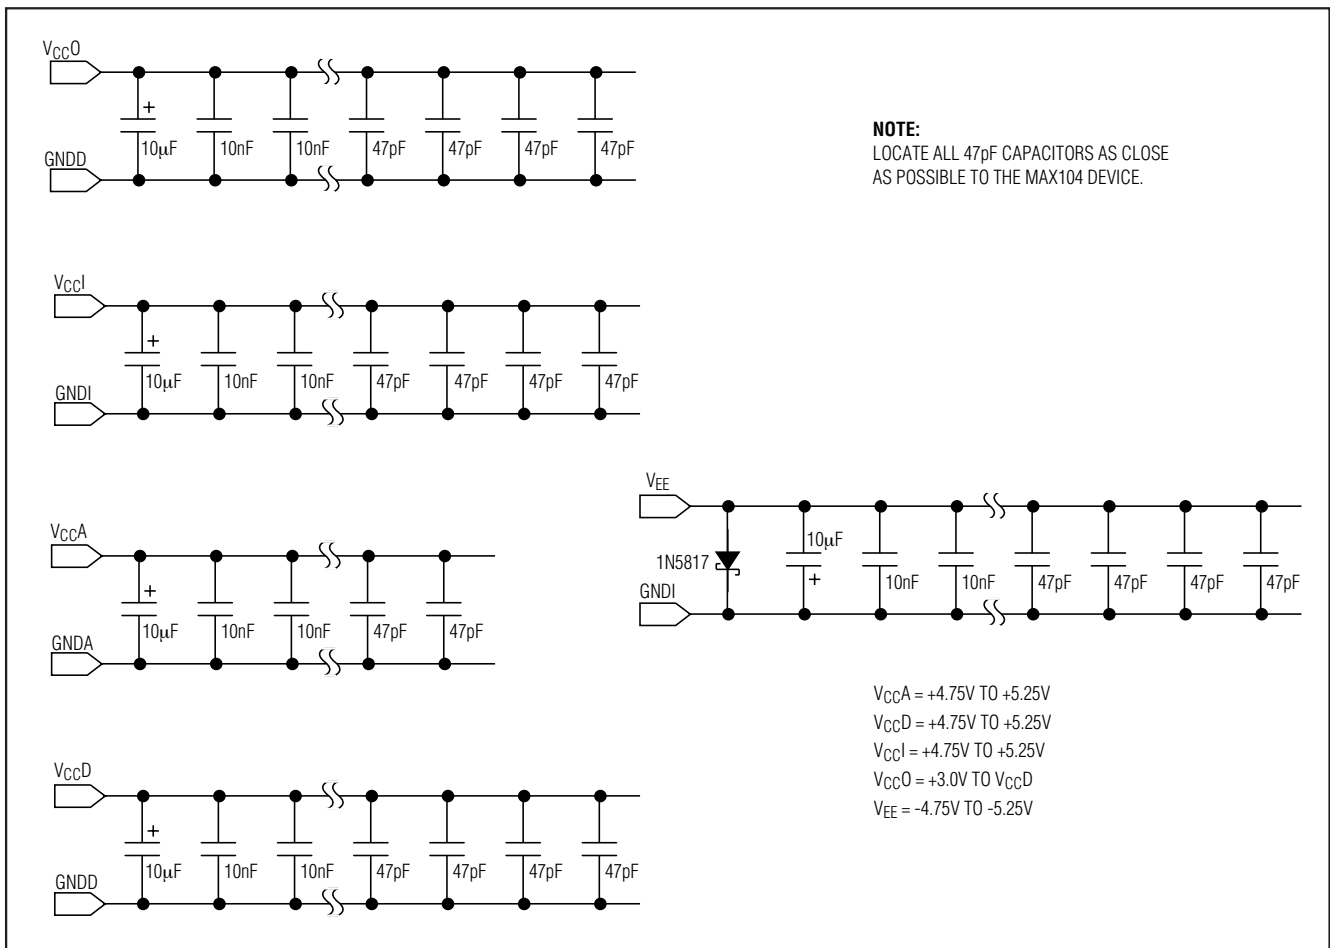 VCCO
+
10µF 10nF 10nF 47pF 47pF 47pF 47pF
GNDD
NOTE:
LOCATE ALL 47pF CAPACITORS AS CLOSE
AS POSSIBLE TO THE MAX104 DEVICE.
VCCI
+
10µF 10nF 10nF 47pF 47pF 47pF 47pF
GNDI
VCCA
+
10µF 10nF 10nF 47pF 47pF
GNDA
VEE
10µF
1N5817
+
10nF 10nF 47pF 47pF 47pF 47pF
GNDI
VCCD
+
10µF 10nF 10nF 47pF 47pF 47pF 47pF
GNDD
VCCA = +4.75V TO +5.25V
VCCD = +4.75V TO +5.25V
VCCI = +4.75V TO +5.25V
VCCO = +3.0V TO VCCD
VEE = -4.75V TO -5.25V